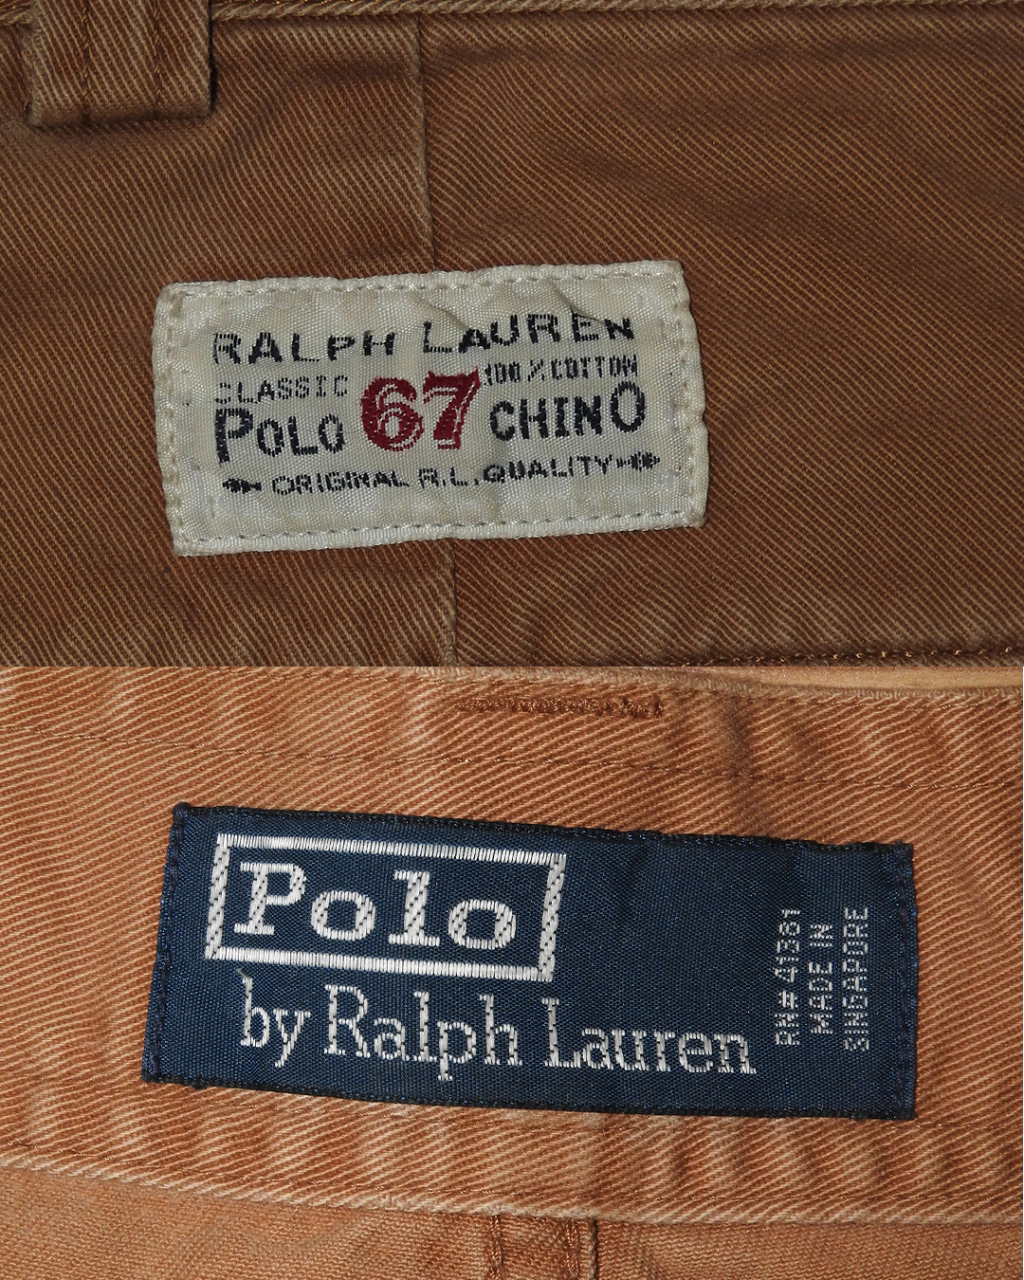 RALPH LAUREN
CLASSIC 67 100% COTTON
POLO CHINO
ORIGINAL R.L. QUALITY
Polo
by Ralph Lauren
RN# 41381
MADE IN
SINGAPORE